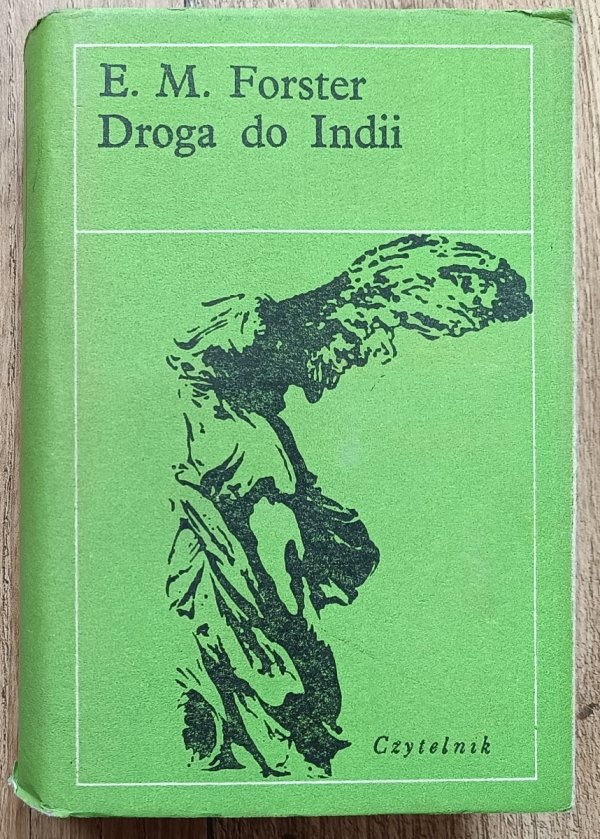 E. M. Forster
Droga do Indii
Czytelnik